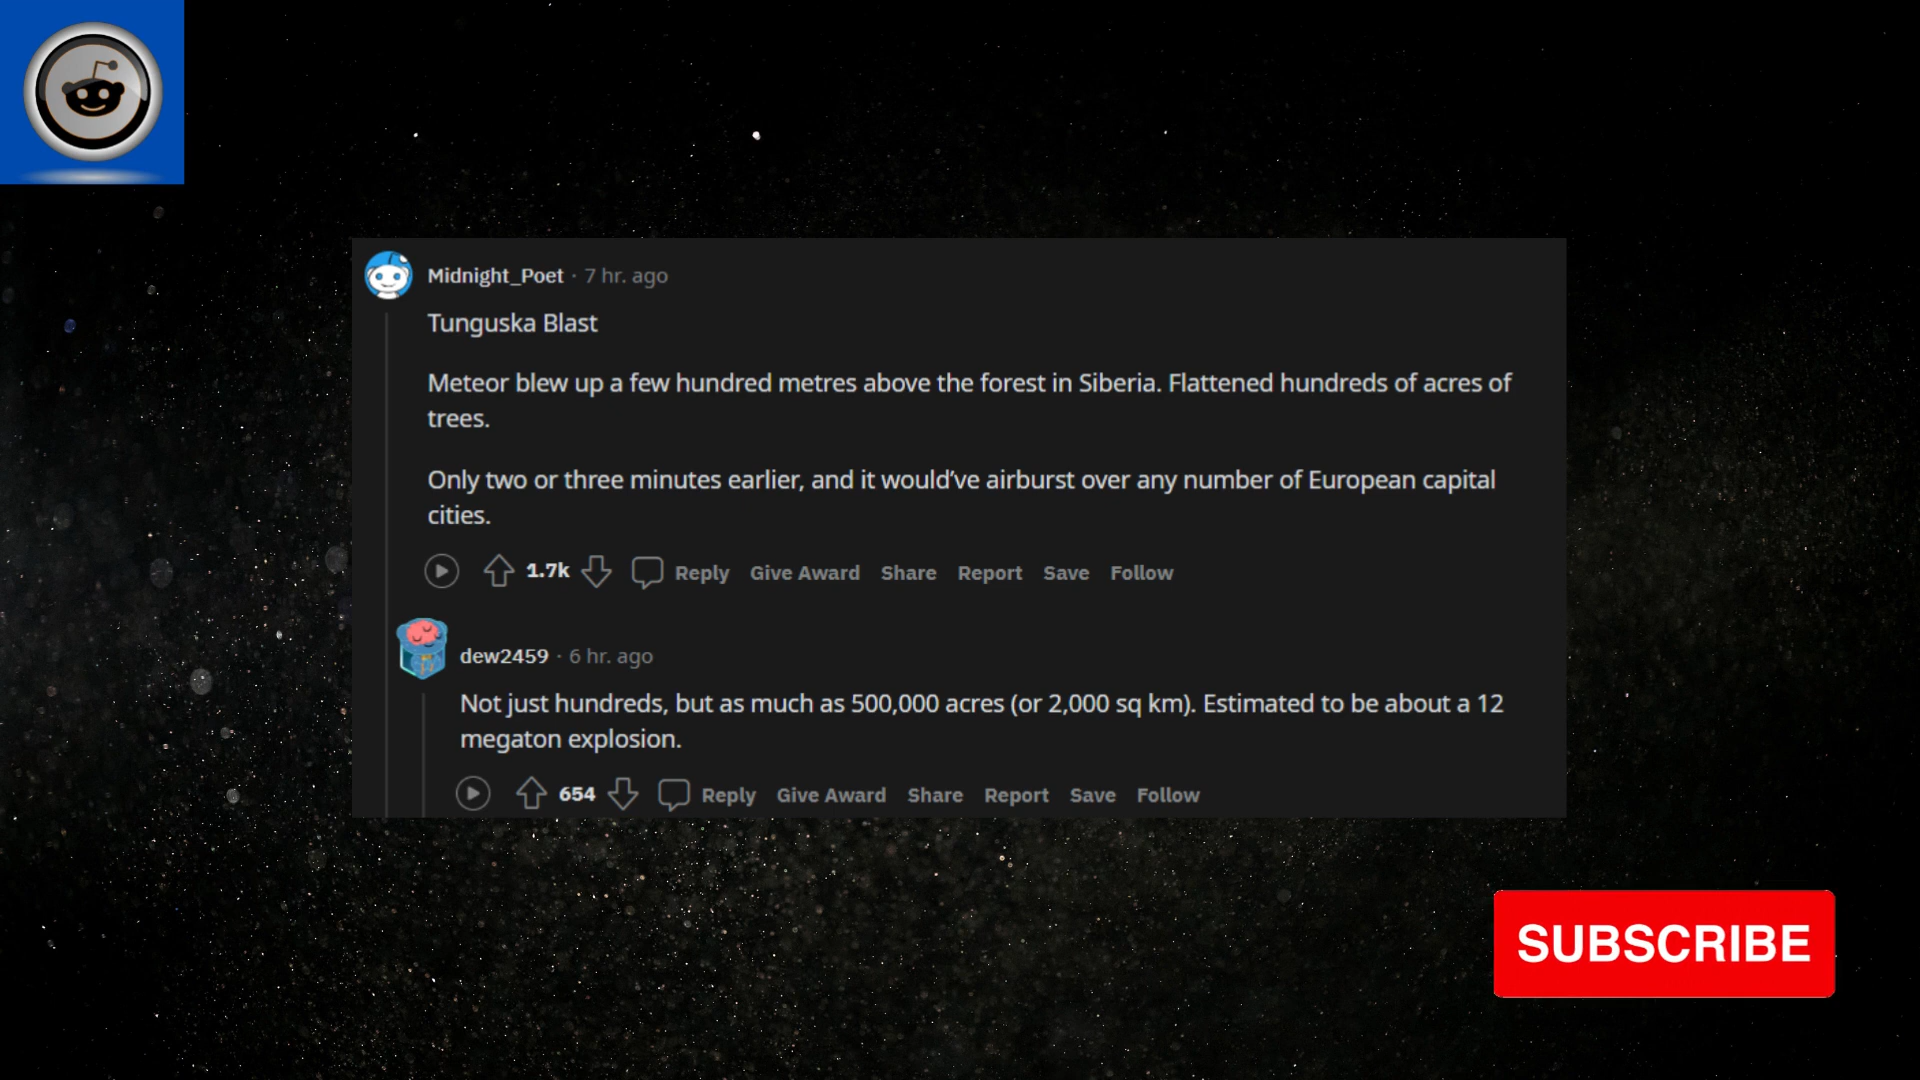 Midnight_Poet · 7 hr. ago
Tunguska Blast
Meteor blew up a few hundred metres above the forest in Siberia. Flattened hundreds of acres of
trees.
Only two or three minutes earlier, and it would’ve airburst over any number of European capital
cities.
1.7k Reply Give Award Share Report Save Follow
dew2459 · 6 hr. ago
Not just hundreds, but as much as 500,000 acres (or 2,000 sq km). Estimated to be about a 12
megaton explosion.
654 Reply Give Award Share Report Save Follow
SUBSCRIBE